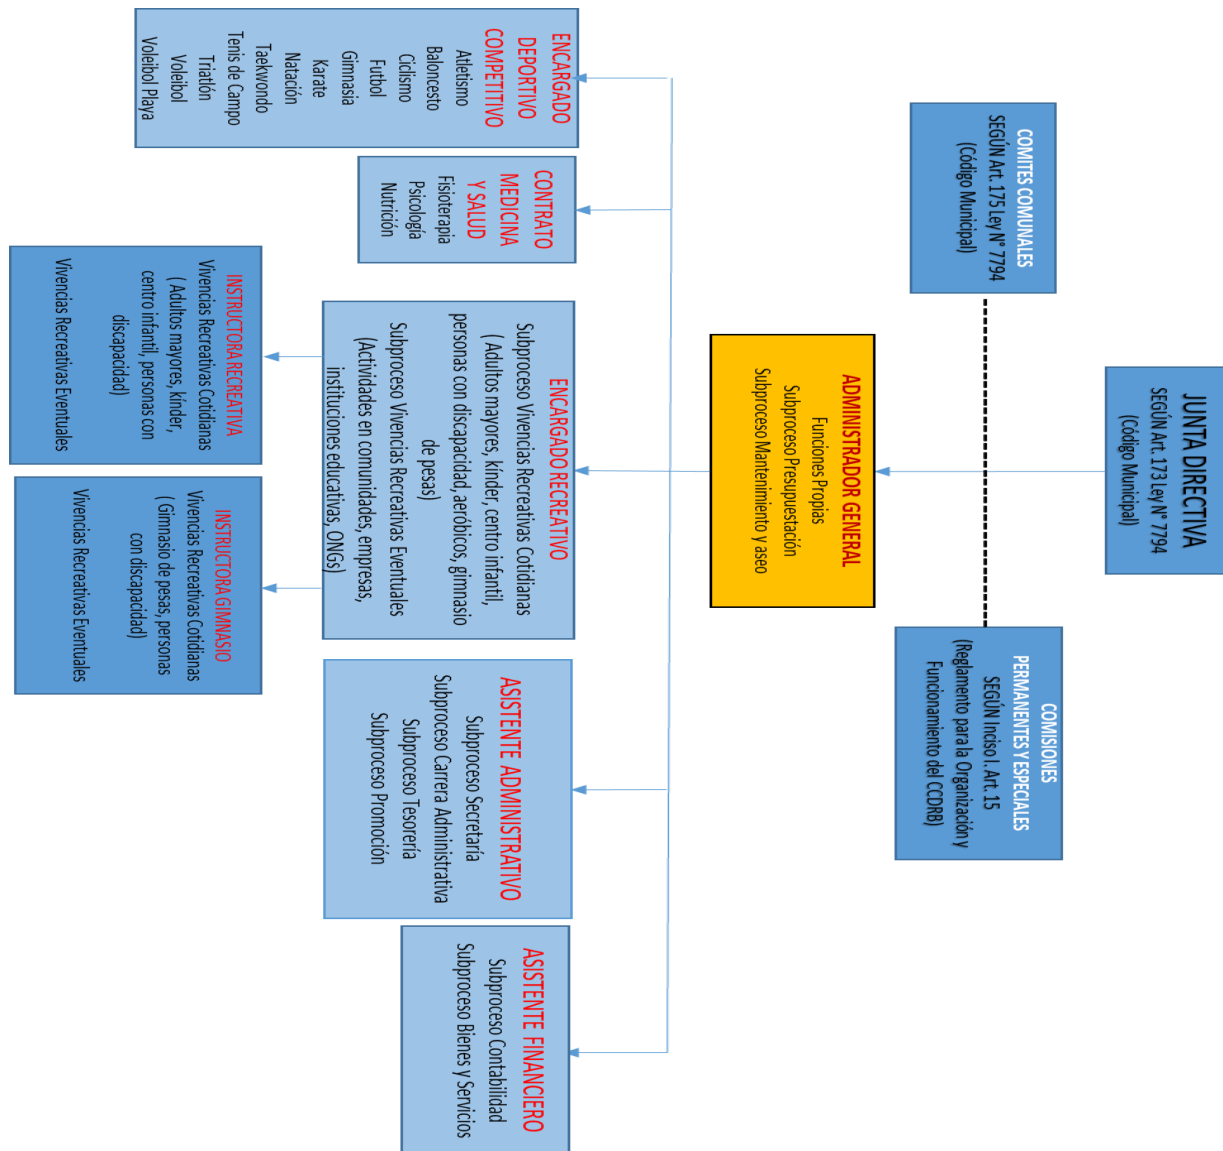 JUNTA DIRECTIVA
SEGÚN Art. 173 Ley N° 7794
(Código Municipal)
COMITES COMUNALES
SEGÚN Art. 175 Ley N° 7794
(Código Municipal)
COMISIONES
PERMANENTES Y ESPECIALES
SEGÚN Inciso I. Art. 15
(Reglamento para la Organización y
Funcionamiento del CCDRB)
ADMINISTRADOR GENERAL
Funciones Propias
Subproceso Presupuestación
Subproceso Mantenimiento y aseo
ENCARGADO
DEPORTIVO
COMPETITIVO
Atletismo
Baloncesto
Ciclismo
Futbol
Gimnasia
Karate
Natación
Taekwondo
Tenis de Campo
Triatlón
Voleibol
Voleibol Playa
CONTRATO
MEDICINA
Y SALUD
Fisioterapia
Psicología
Nutrición
ENCARGADO RECREATIVO
Subproceso Vivencias Recreativas Cotidianas
( Adultos mayores, kínder, centro infantil,
personas con discapacidad, aeróbicos, gimnasio
de pesas)
Subproceso Vivencias Recreativas Eventuales
(Actividades en comunidades, empresas,
instituciones educativas, ONGs)
ASISTENTE ADMINISTRATIVO
Subproceso Secretaría
Subproceso Carrera Administrativa
Subproceso Tesorería
Subproceso Promoción
ASISTENTE FINANCIERO
Subproceso Contabilidad
Subproceso Bienes y Servicios
INSTRUCTORA RECREATIVA
Vivencias Recreativas Cotidianas
( Adultos mayores, kínder,
centro infantil, personas con
discapacidad)
Vivencias Recreativas Eventuales
INSTRUCTORA GIMNASIO
Vivencias Recreativas Cotidianas
( Gimnasio de pesas, personas
con discapacidad)
Vivencias Recreativas Eventuales